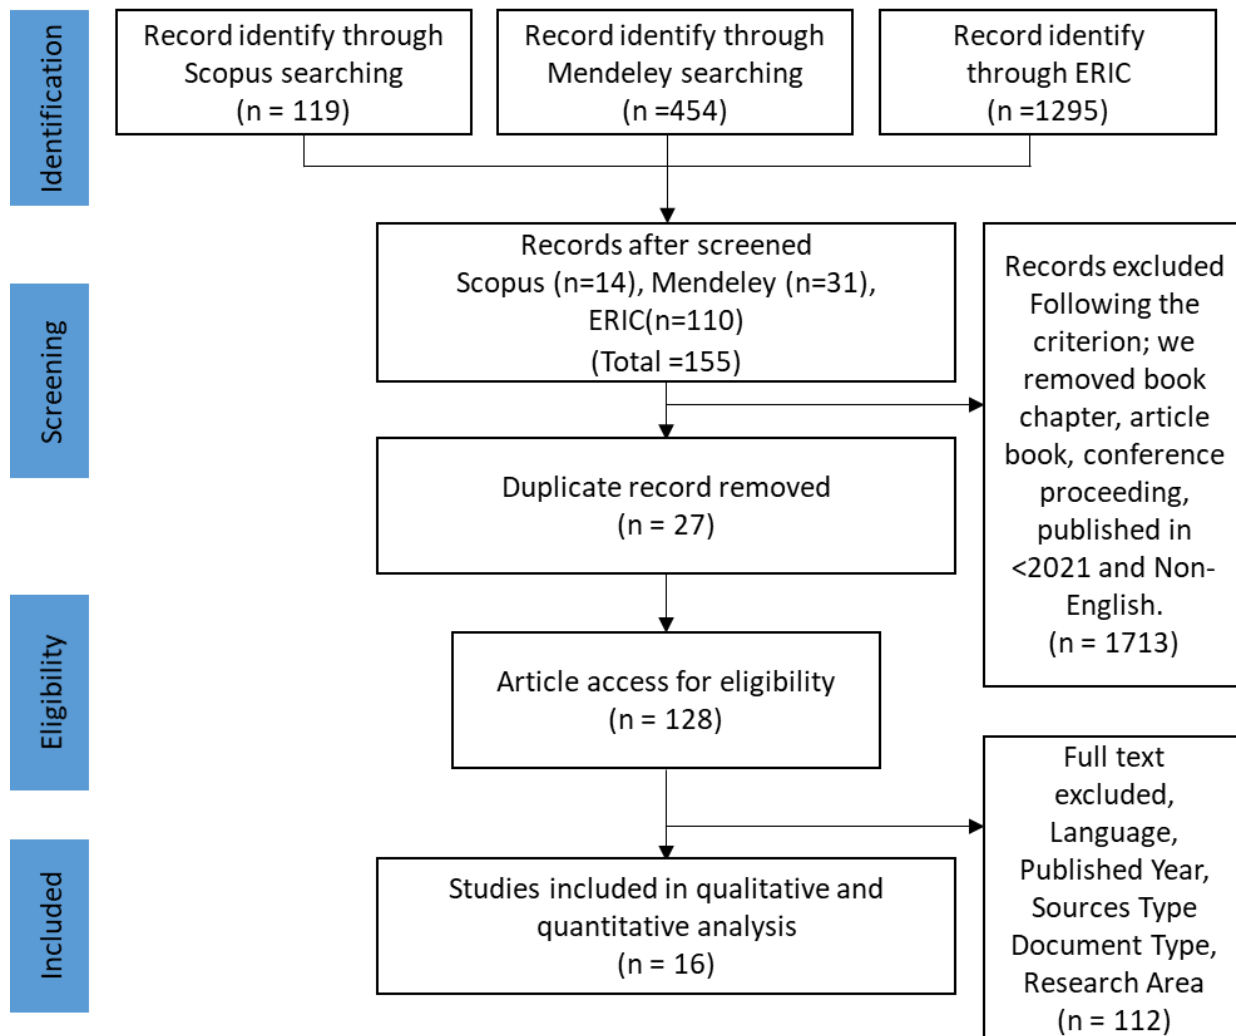 Identification
Record identify through
Scopus searching
(n = 119)
Record identify through
Mendeley searching
(n =454)
Record identify
through ERIC
(n =1295)
Screening
Records after screened
Scopus (n=14), Mendeley (n=31),
ERIC(n=110)
(Total =155)
Records excluded
Following the
criterion; we
removed book
chapter, article
book, conference
proceeding,
published in
<2021 and Non-
English.
(n = 1713)
Duplicate record removed
(n = 27)
Eligibility
Article access for eligibility
(n = 128)
Full text
excluded,
Language,
Published Year,
Sources Type
Document Type,
Research Area
(n = 112)
Included
Studies included in qualitative and
quantitative analysis
(n = 16)